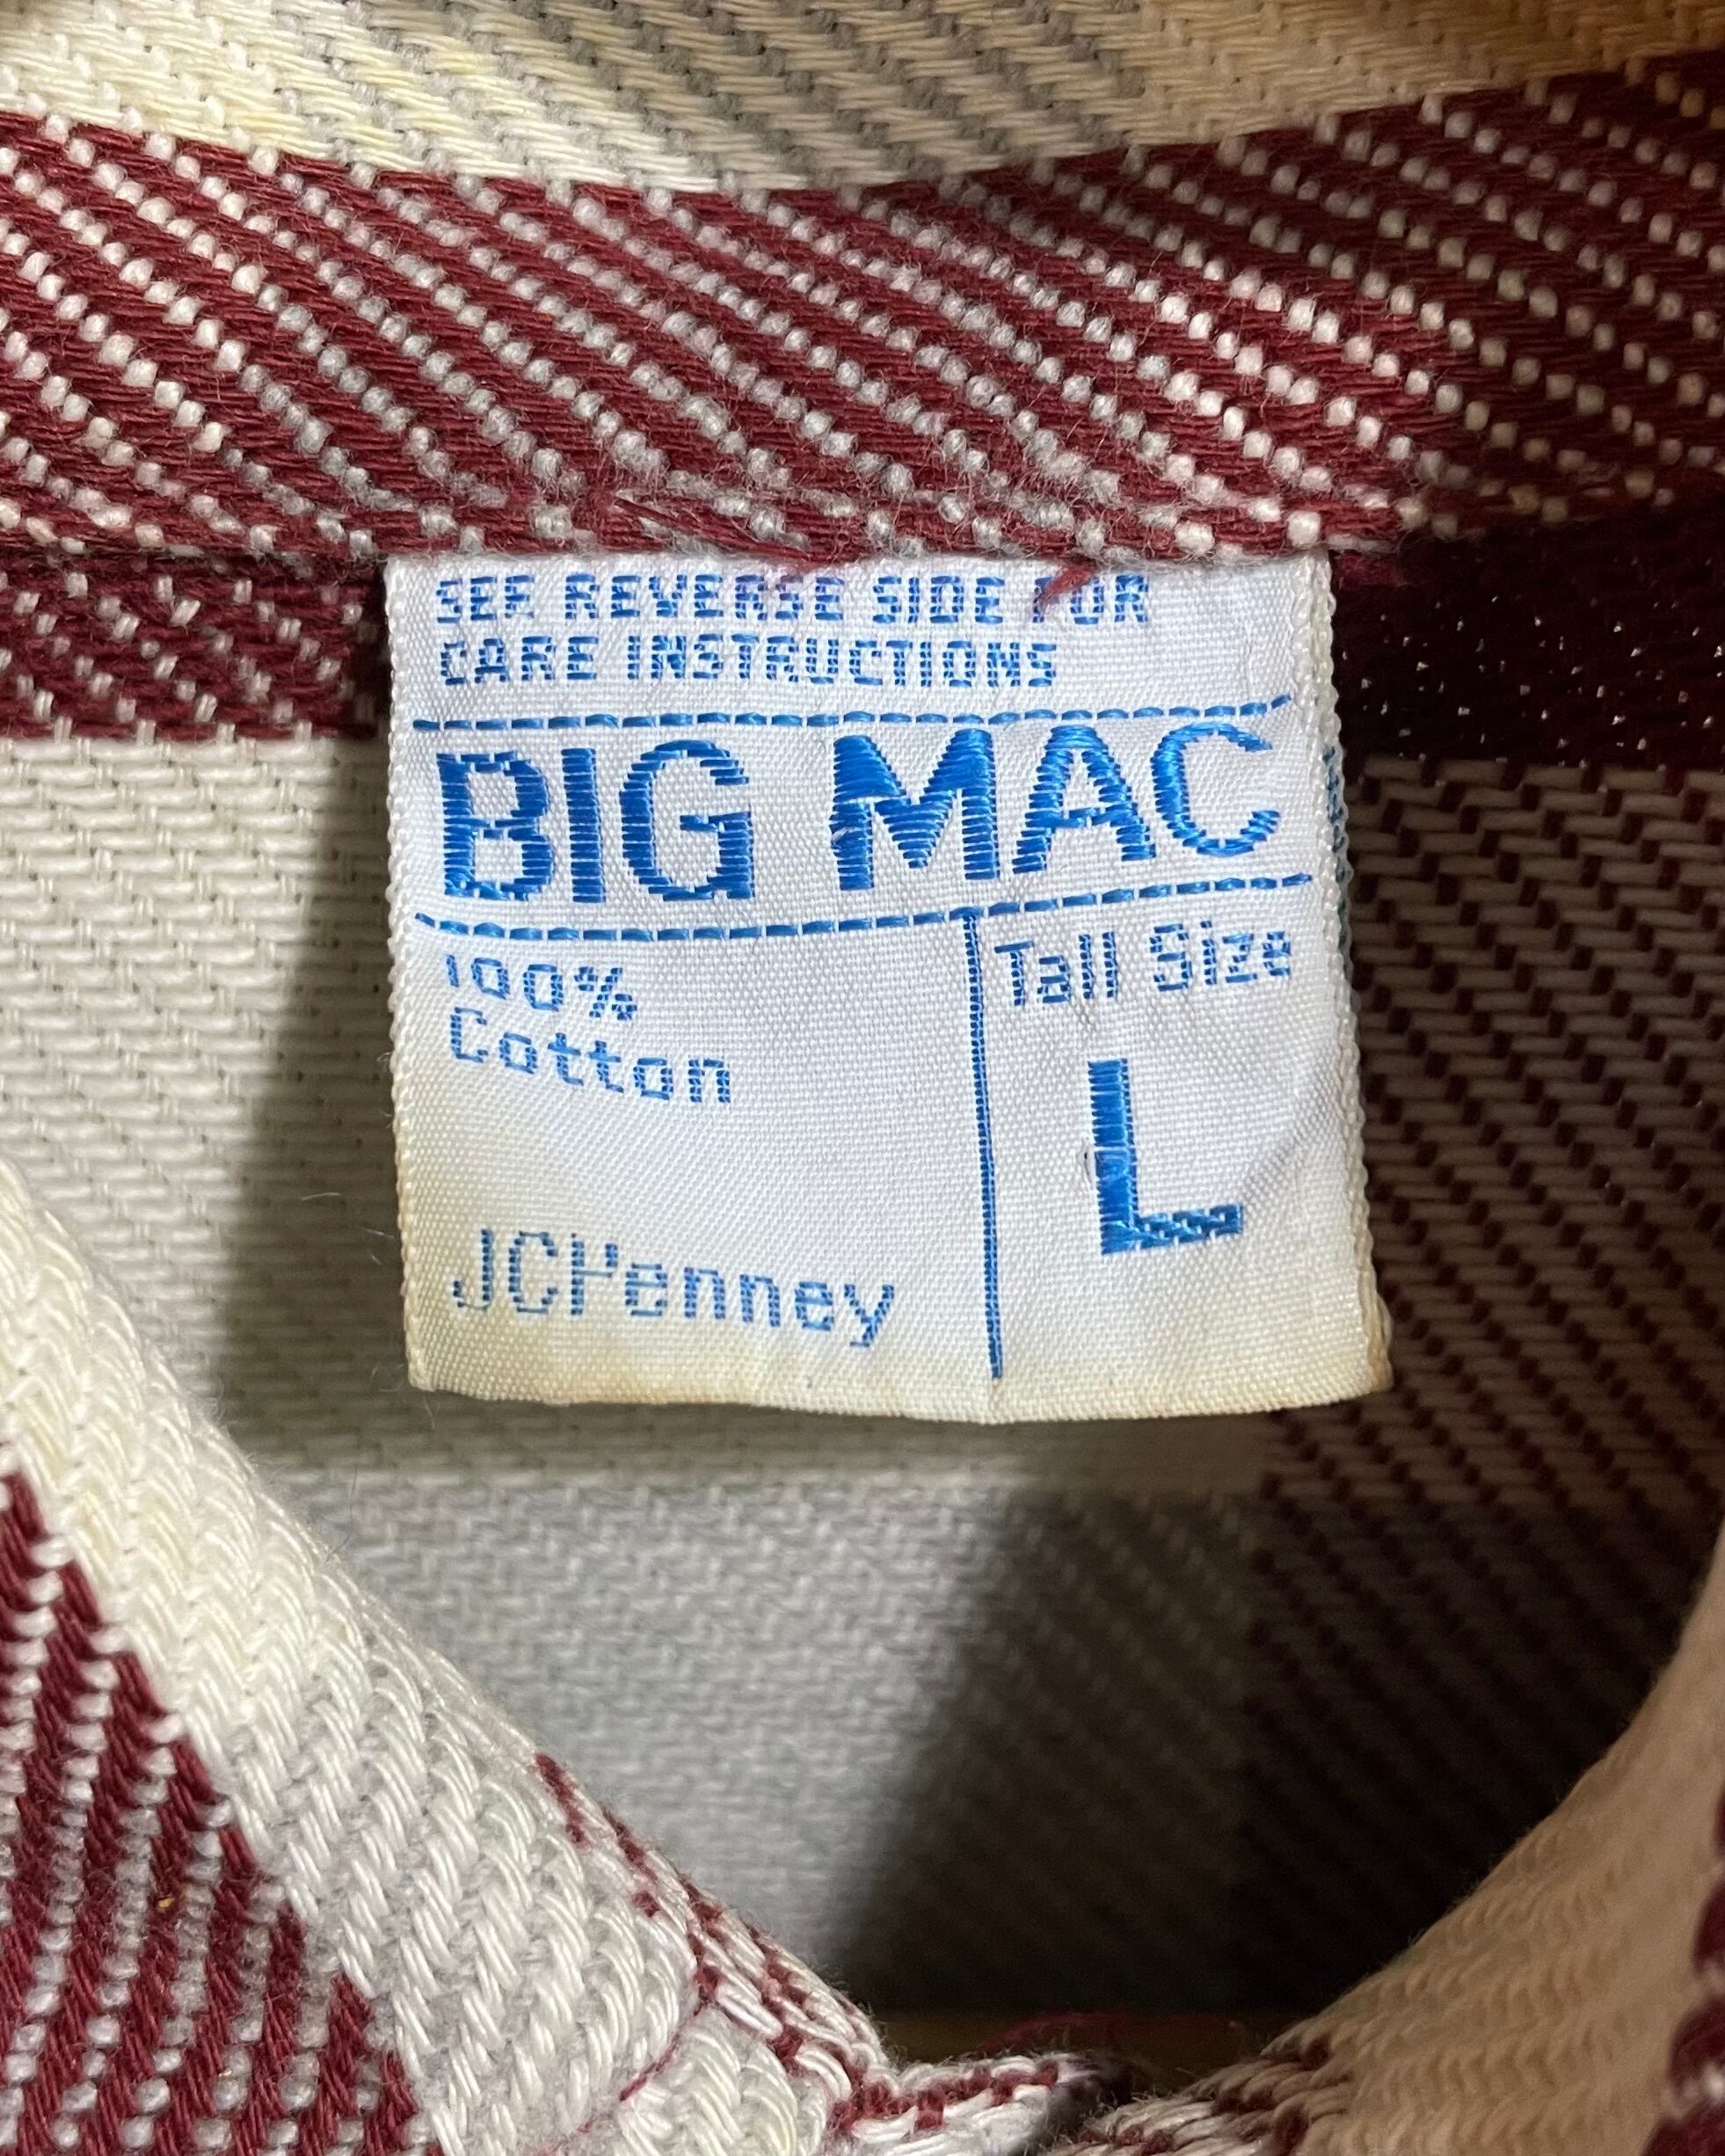 SEE REVERSE SIDE FOR
CARE INSTRUCTIONS
BIG MAC
100%
Cotton
Tall Size
L
JCPenney